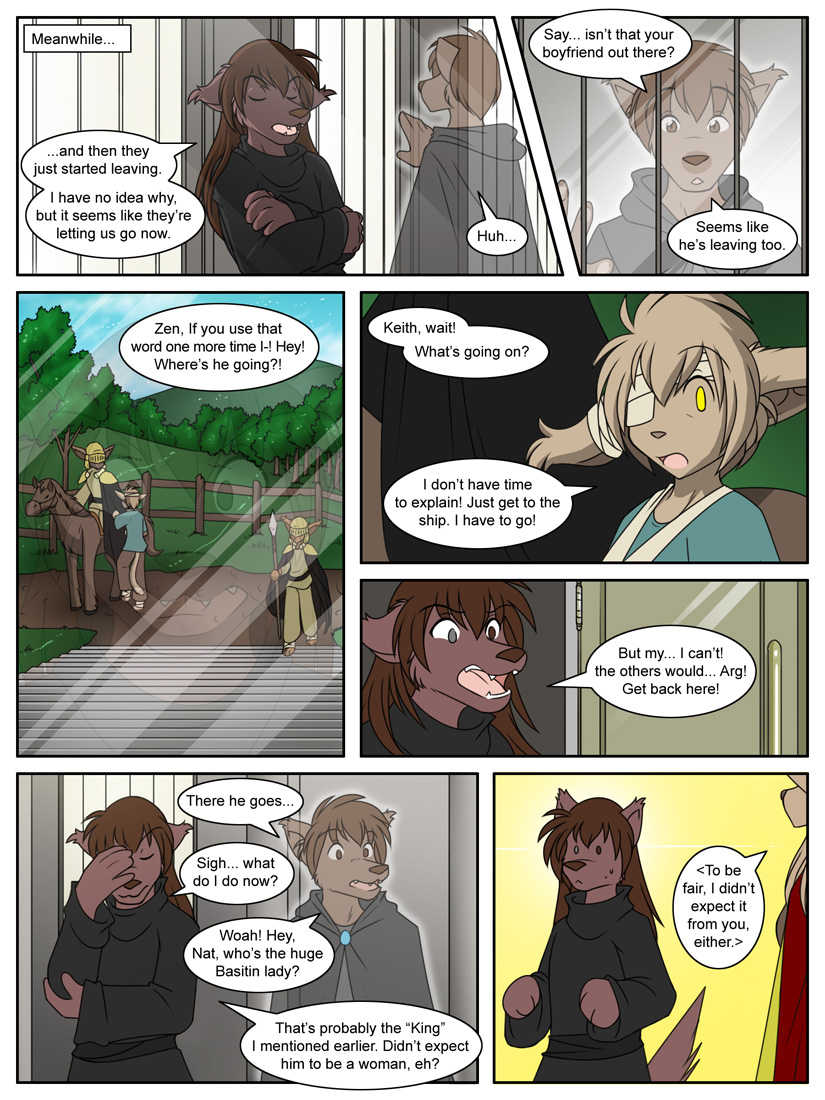 Meanwhile...
...and then they
just started leaving.
I have no idea why,
but it seems like they're
letting us go now.
Huh...
Say... isn't that your
boyfriend out there?
Seems like
he's leaving too.
Zen, If you use that
word one more time I-! Hey!
Where's he going?!
Keith, wait!
What's going on?
I don't have time
to explain! Just get to the
ship. I have to go!
But my... I can't!
the others would... Arg!
Get back here!
There he goes...
Sigh... what
do I do now?
Woah! Hey,
Nat, who's the huge
Basitin lady?
That's probably the “King”
I mentioned earlier. Didn't expect
him to be a woman, eh?
<To be
fair, I didn't
expect it
from you,
either.>